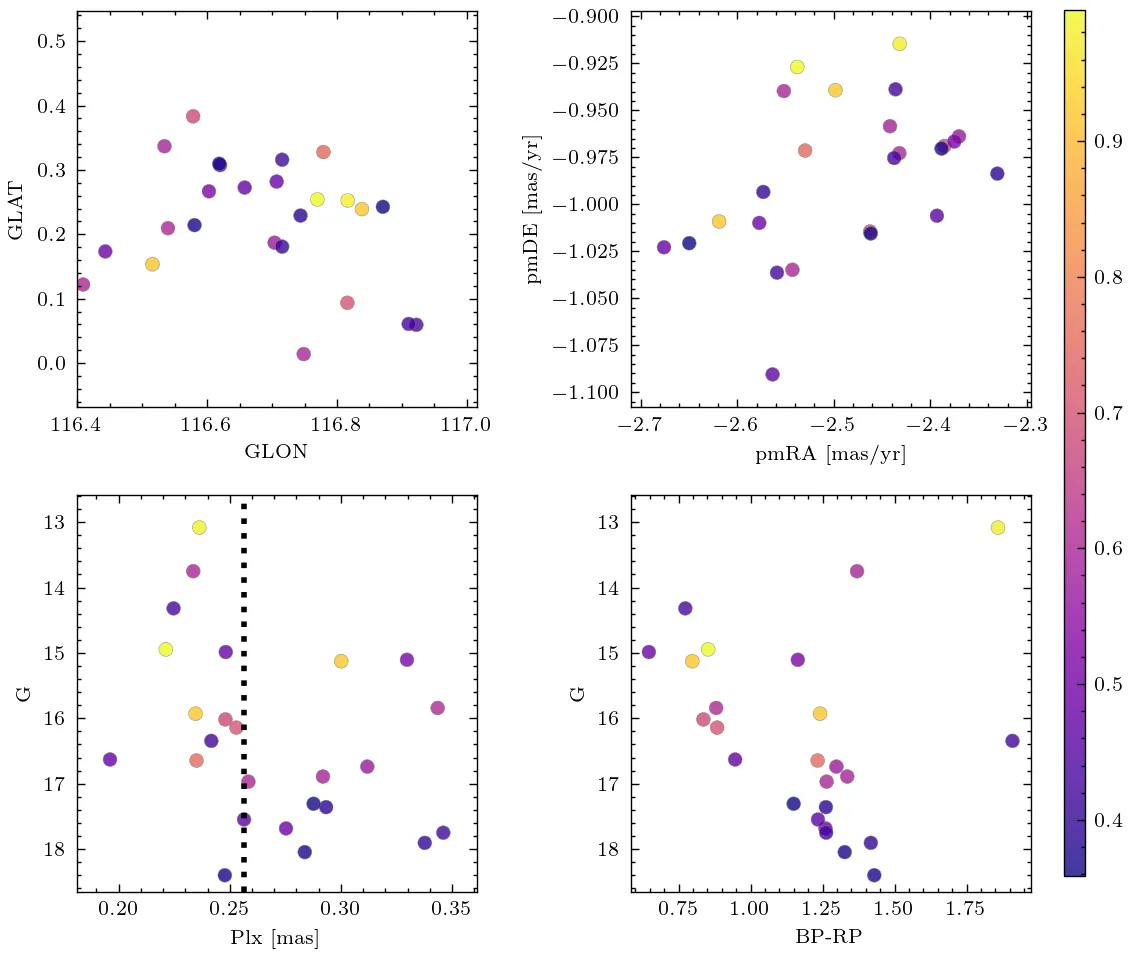 0.5
0.4
0.3
0.2
0.1
0.0
GLAT
116.4 116.6 116.8 117.0
GLON
−0.900
−0.925
−0.950
−0.975
−1.000
−1.025
−1.050
−1.075
−1.100
pmDE [mas/yr]
−2.7 −2.6 −2.5 −2.4 −2.3
pmRA [mas/yr]
13
14
15
16
17
18
G
0.20 0.25 0.30 0.35
Plx [mas]
13
14
15
16
17
18
G
0.75 1.00 1.25 1.50 1.75
BP-RP
0.9
0.8
0.7
0.6
0.5
0.4